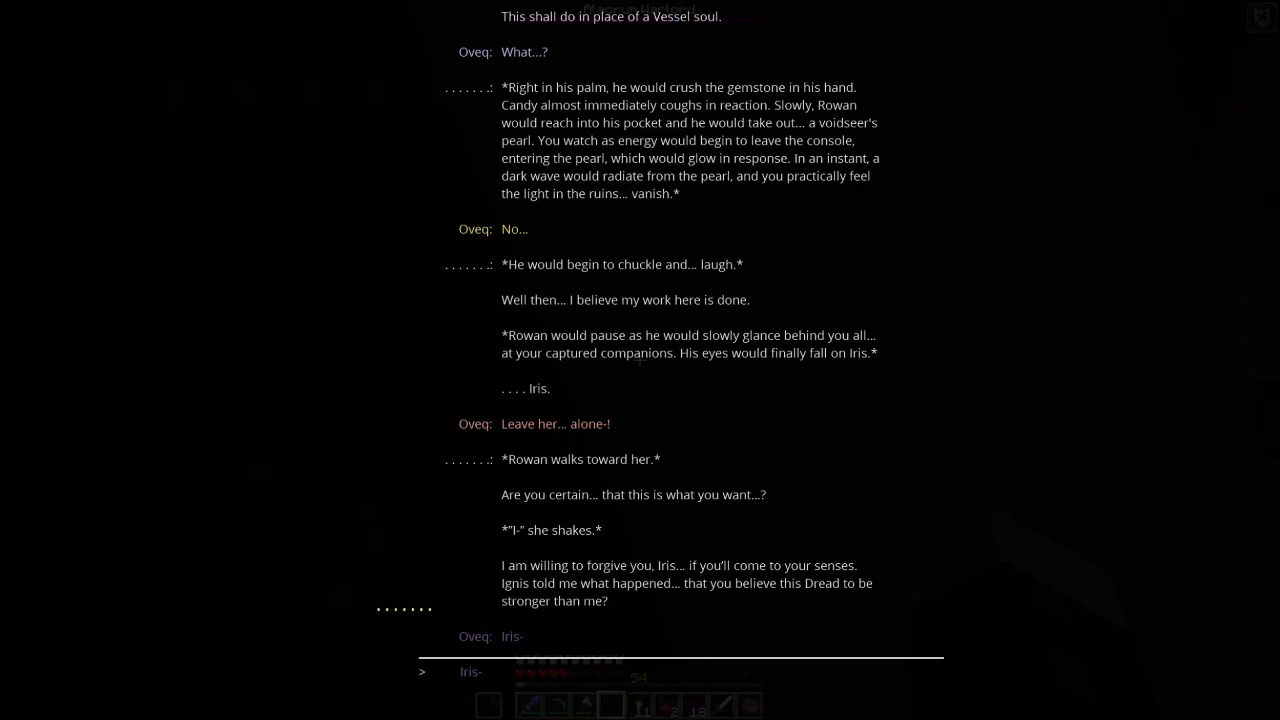 This shall do in place of a Vessel soul.
Oveq: What...?
. . . . . . .: *Right in his palm, he would crush the gemstone in his hand.
Candy almost immediately coughs in reaction. Slowly, Rowan
would reach into his pocket and he would take out... a voidseer's
pearl. You watch as energy would begin to leave the console,
entering the pearl, which would glow in response. In an instant, a
dark wave would radiate from the pearl, and you practically feel
the light in the ruins... vanish.*
Oveq: No...
. . . . . . .: *He would begin to chuckle and... laugh.*
Well then... I believe my work here is done.
*Rowan would pause as he would slowly glance behind you all...
at your captured companions. His eyes would finally fall on Iris.*
. . . . Iris.
Oveq: Leave her... alone-!
. . . . . . .: *Rowan walks toward her.*
Are you certain... that this is what you want...?
*"I-" she shakes.*
I am willing to forgive you, Iris... if you'll come to your senses.
Ignis told me what happened... that you believe this Dread to be
stronger than me?
. . . . . . .
Oveq: Iris-
> Iris-
54
11 2 18